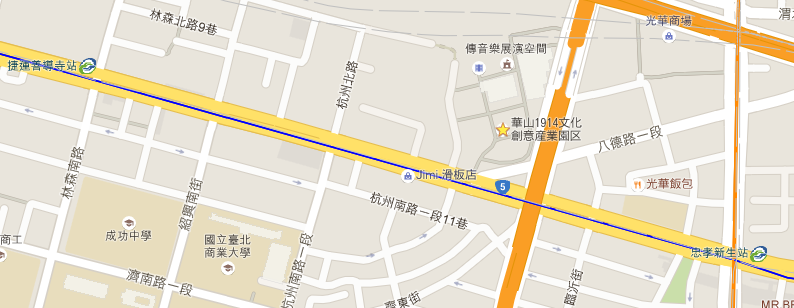 林森北路9巷
光華商場
渭水
傳音樂展演空間
捷運善導寺站
杭州北路
華山1914文化
創意産業園区
八德路一段
林森南路
Jimi 滑板店
5
光華飯包
紹興南街
杭州南路一段11巷
成功中學
國立臺北
商業大學
商工
杭州南路一段
忠孝新生站
濟南路一段
臨沂街
齊東街
MR.BE